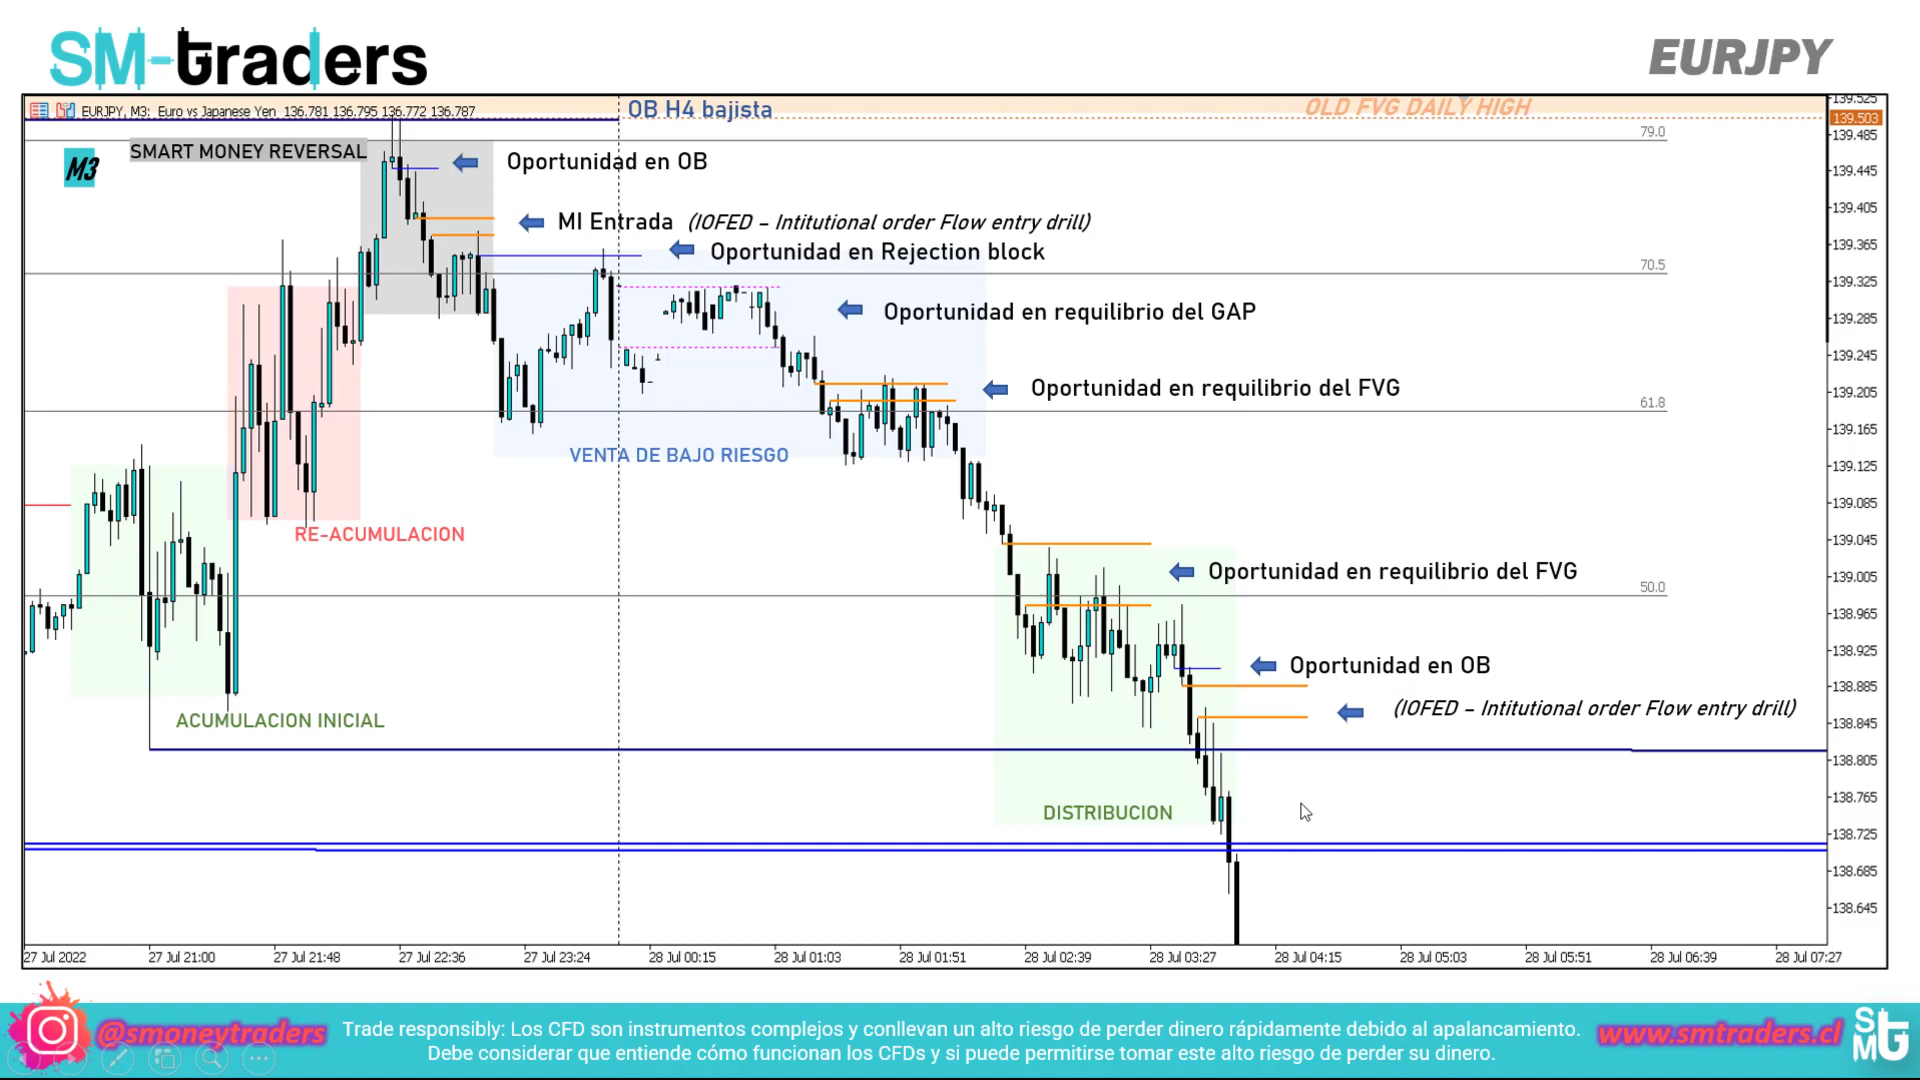 SM-traders
EURJPY
EURJPY, M3: Euro vs Japanese Yen 136.781 136.795 136.772 136.787
OB H4 bajista
OLD FVG DAILY HIGH
139.525
139.503
79.0
139.485
SMART MONEY REVERSAL
M3
Oportunidad en OB
139.445
139.405
MI Entrada (IOFED – Intitutional order Flow entry drill)
139.365
Oportunidad en Rejection block
70.5
139.325
Oportunidad en requilibrio del GAP
139.285
139.245
Oportunidad en requilibrio del FVG
139.205
61.8
139.165
VENTA DE BAJO RIESGO
139.125
139.085
RE-ACUMULACION
139.045
Oportunidad en requilibrio del FVG
139.005
50.0
138.965
138.925
Oportunidad en OB
138.885
(IOFED – Intitutional order Flow entry drill)
ACUMULACION INICIAL
138.845
138.805
138.765
DISTRIBUCION
138.725
138.685
138.645
27 Jul 2022 27 Jul 21:00 27 Jul 21:48 27 Jul 22:36 27 Jul 23:24 28 Jul 00:15 28 Jul 01:03 28 Jul 01:51 28 Jul 02:39 28 Jul 03:27 28 Jul 04:15 28 Jul 05:03 28 Jul 05:51 28 Jul 06:39 28 Jul 07:27
@smoneytraders
Trade responsibly: Los CFD son instrumentos complejos y conllevan un alto riesgo de perder dinero rápidamente debido al apalancamiento.
Debe considerar que entiende cómo funcionan los CFDs y si puede permitirse tomar este alto riesgo de perder su dinero.
www.smtraders.cl
SMt